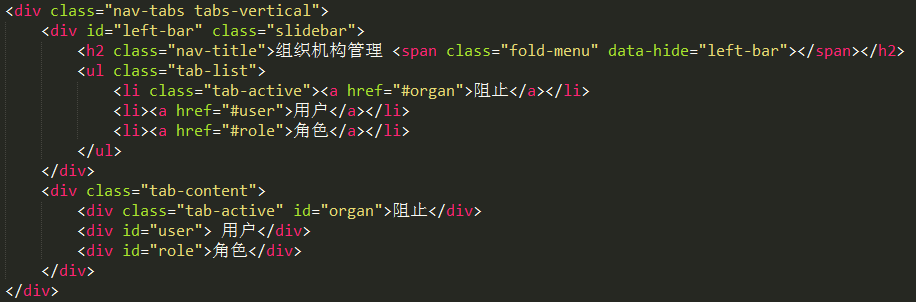 <div class="nav-tabs tabs-vertical">
<div id="left-bar" class="slidebar">
<h2 class="nav-title">组织机构管理 <span class="fold-menu" data-hide="left-bar"></span></h2>
<ul class="tab-list">
<li class="tab-active"><a href="#organ">阻止</a></li>
<li><a href="#user">用户</a></li>
<li><a href="#role">角色</a></li>
</ul>
</div>
<div class="tab-content">
<div class="tab-active" id="organ">阻止</div>
<div id="user"> 用户</div>
<div id="role">角色</div>
</div>
</div>